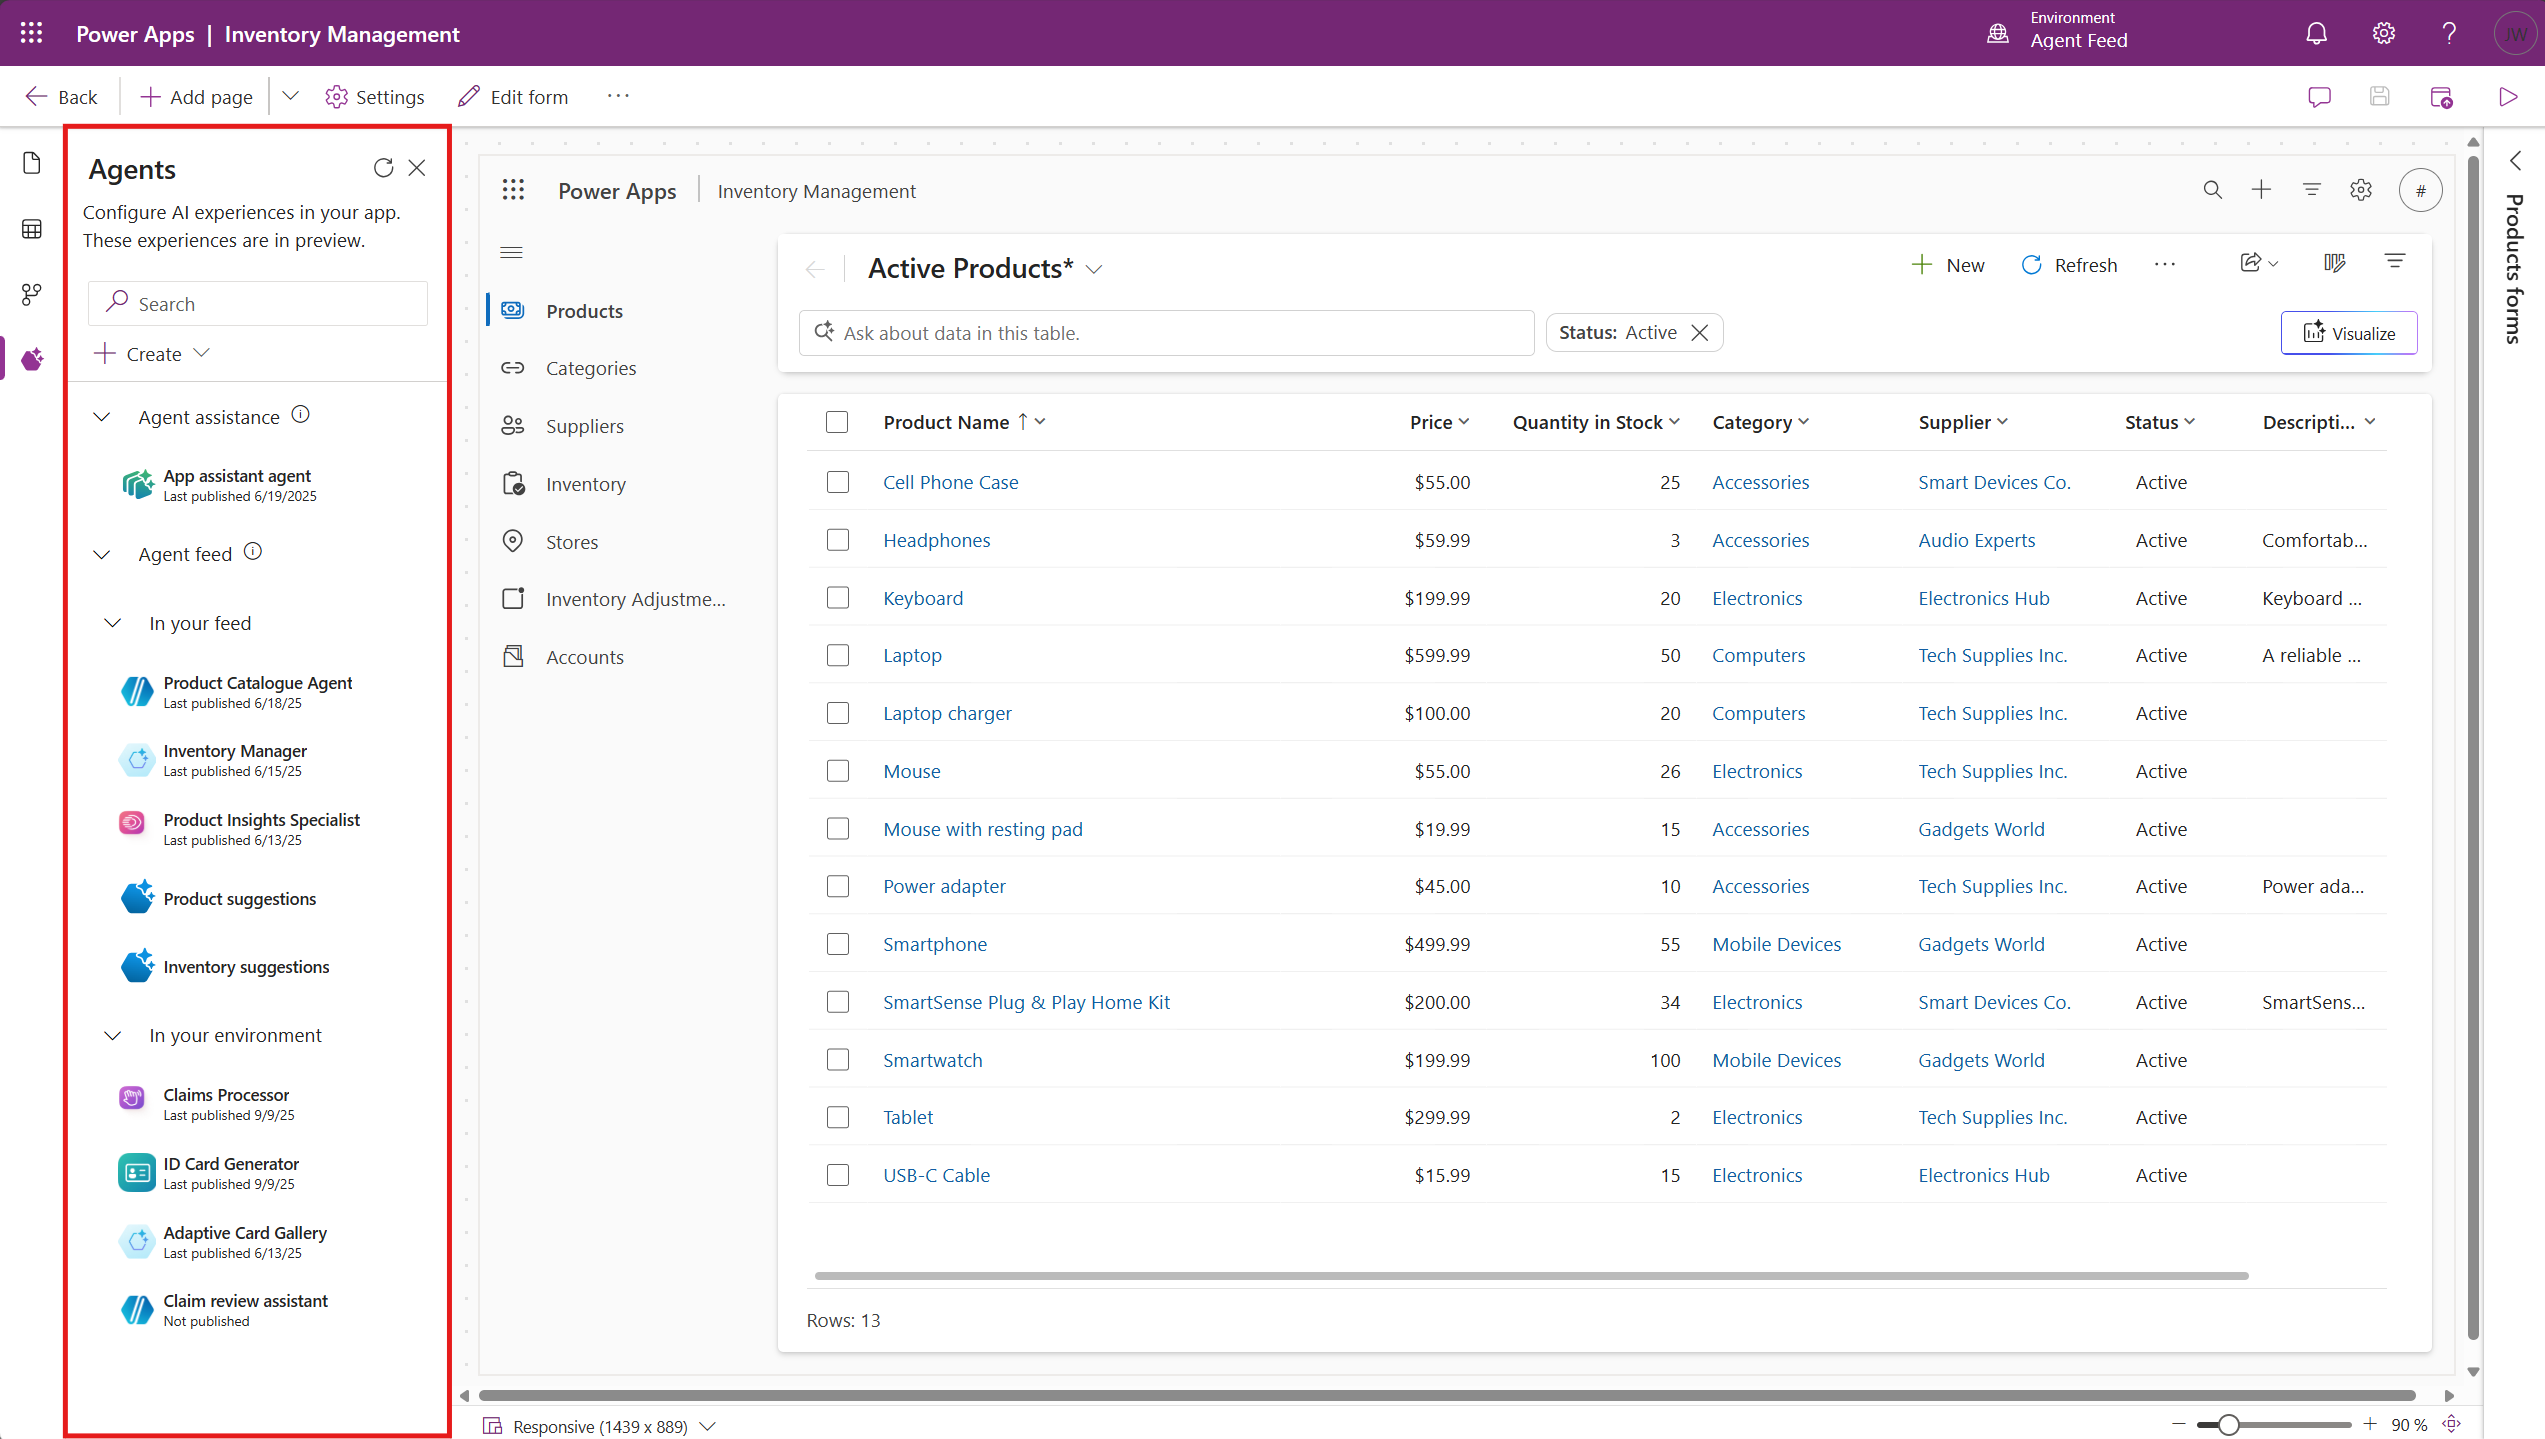 Power Apps | Inventory Management
Environment
Agent Feed
JW
Back
Add page
Settings
Edit form
Agents
Configure AI experiences in your app.
These experiences are in preview.
Search
Create
Agent assistance
App assistant agent
Last published 6/19/2025
Agent feed
In your feed
Product Catalogue Agent
Last published 6/18/25
Inventory Manager
Last published 6/15/25
Product Insights Specialist
Last published 6/13/25
Product suggestions
Inventory suggestions
In your environment
Claims Processor
Last published 9/9/25
ID Card Generator
Last published 9/9/25
Adaptive Card Gallery
Last published 6/13/25
Claim review assistant
Not published
Power Apps Inventory Management
#
Products
Categories
Suppliers
Inventory
Stores
Inventory Adjustme...
Accounts
Active Products*
New
Refresh
Ask about data in this table.
Status: Active
Visualize
Product Name Price Quantity in Stock Category Supplier Status Descripti...
Cell Phone Case $55.00 25 Accessories Smart Devices Co. Active
Headphones $59.99 3 Accessories Audio Experts Active Comfortab...
Keyboard $199.99 20 Electronics Electronics Hub Active Keyboard ...
Laptop $599.99 50 Computers Tech Supplies Inc. Active A reliable ...
Laptop charger $100.00 20 Computers Tech Supplies Inc. Active
Mouse $55.00 26 Electronics Tech Supplies Inc. Active
Mouse with resting pad $19.99 15 Accessories Gadgets World Active
Power adapter $45.00 10 Accessories Tech Supplies Inc. Active Power ada...
Smartphone $499.99 55 Mobile Devices Gadgets World Active
SmartSense Plug & Play Home Kit $200.00 34 Electronics Smart Devices Co. Active SmartSens...
Smartwatch $199.99 100 Mobile Devices Gadgets World Active
Tablet $299.99 2 Electronics Tech Supplies Inc. Active
USB-C Cable $15.99 15 Electronics Electronics Hub Active
Rows: 13
Products forms
Responsive (1439 x 889)
90 %